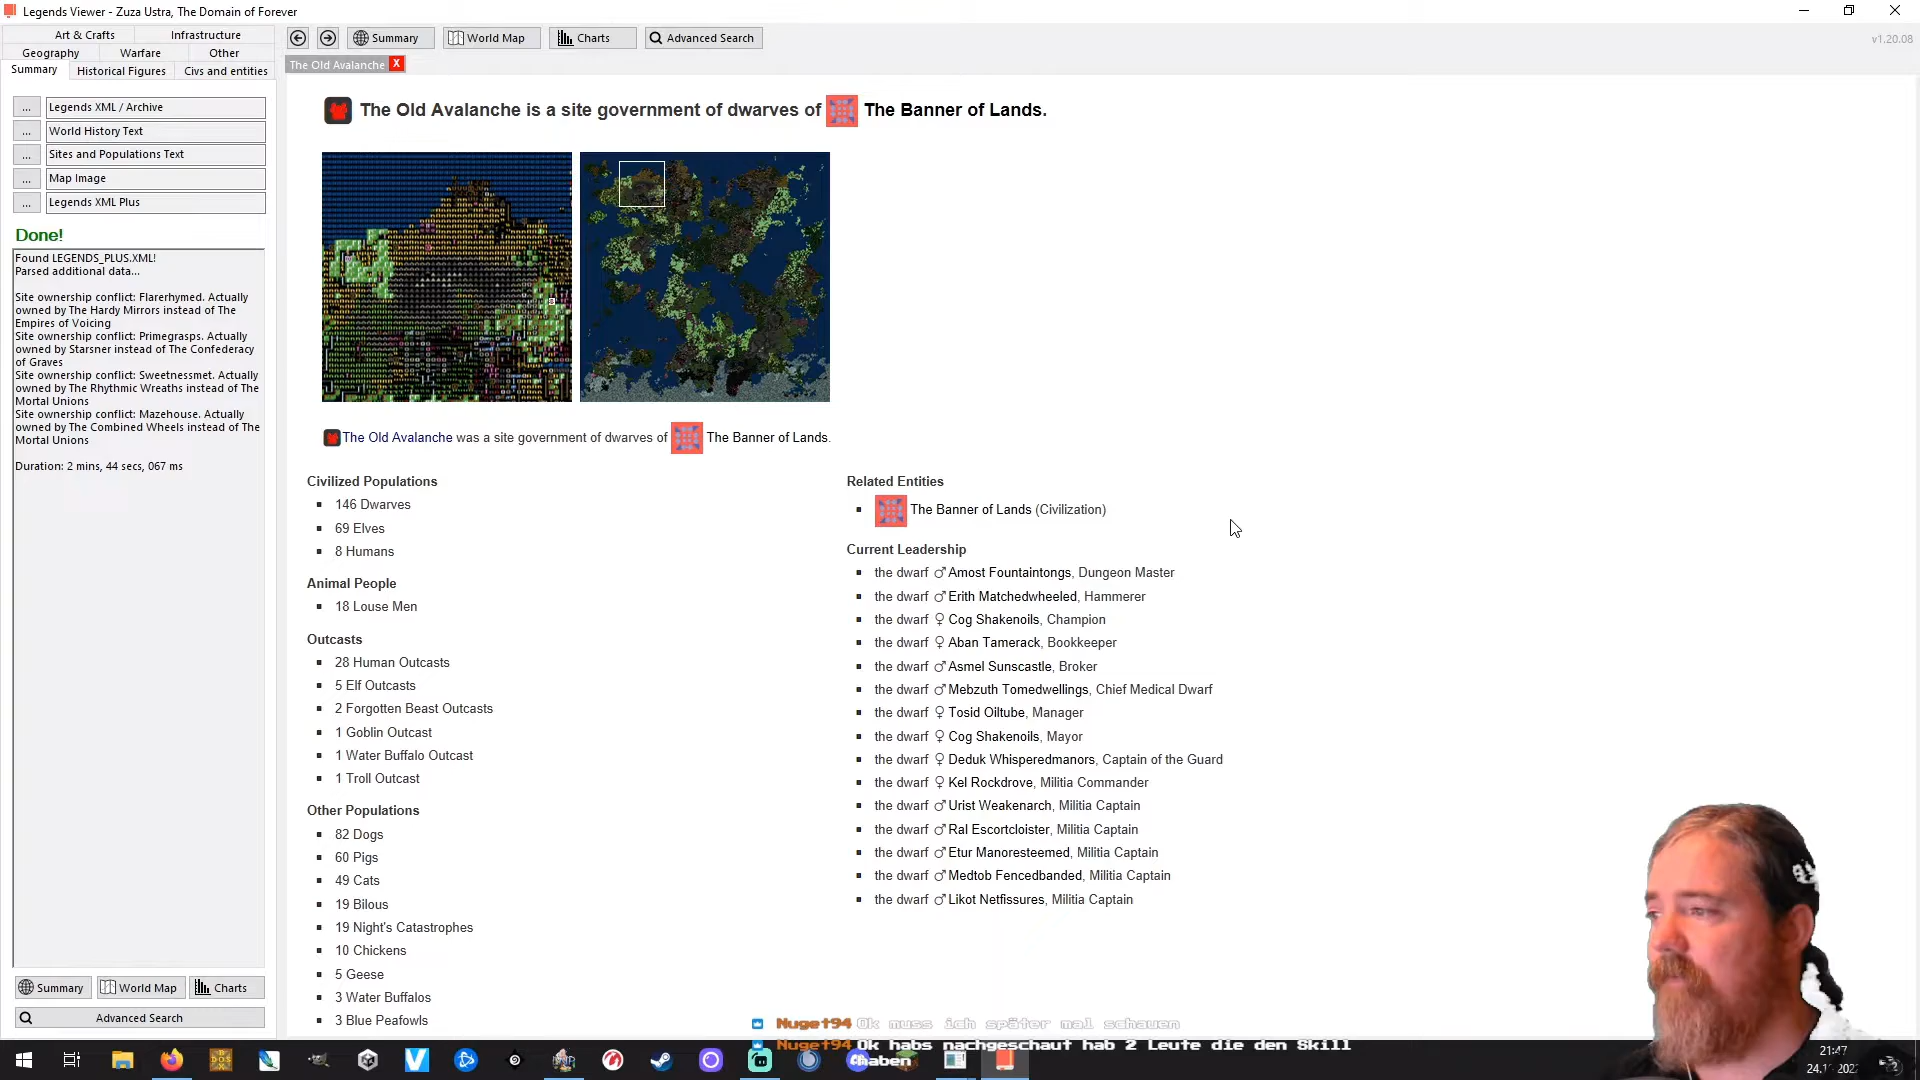 Legends Viewer - Zuza Ustra, The Domain of Forever
Art & Crafts
Infrastructure
Geography
Warfare
Other
Summary
Historical Figures
Civs and entities
Summary
World Map
Charts
Advanced Search
v1.20.08
The Old Avalanche X
... Legends XML / Archive
... World History Text
... Sites and Populations Text
... Map Image
... Legends XML Plus
Done!
Found LEGENDS_PLUS.XML!
Parsed additional data...
Site ownership conflict: Flarerhymed. Actually
owned by The Hardy Mirrors instead of The
Empires of Voicing
Site ownership conflict: Primegrasps. Actually
owned by Starsner instead of The Confederacy
of Graves
Site ownership conflict: Sweetnessmet. Actually
owned by The Rhythmic Wreaths instead of The
Mortal Unions
Site ownership conflict: Mazehouse. Actually
owned by The Combined Wheels instead of The
Mortal Unions
Duration: 2 mins, 44 secs, 067 ms
Summary
World Map
Charts
Advanced Search
The Old Avalanche is a site government of dwarves of The Banner of Lands.
The Old Avalanche was a site government of dwarves of The Banner of Lands.
Civilized Populations
146 Dwarves
69 Elves
8 Humans
Animal People
18 Louse Men
Outcasts
28 Human Outcasts
5 Elf Outcasts
2 Forgotten Beast Outcasts
1 Goblin Outcast
1 Water Buffalo Outcast
1 Troll Outcast
Other Populations
82 Dogs
60 Pigs
49 Cats
19 Bilous
19 Night's Catastrophes
10 Chickens
5 Geese
3 Water Buffalos
3 Blue Peafowls
Related Entities
The Banner of Lands (Civilization)
Current Leadership
the dwarf ♂ Amost Fountaintongs, Dungeon Master
the dwarf ♂ Erith Matchedwheeled, Hammerer
the dwarf ♀ Cog Shakenoils, Champion
the dwarf ♀ Aban Tamerack, Bookkeeper
the dwarf ♂ Asmel Sunscastle, Broker
the dwarf ♂ Mebzuth Tomedwellings, Chief Medical Dwarf
the dwarf ♀ Tosid Oiltube, Manager
the dwarf ♀ Cog Shakenoils, Mayor
the dwarf ♀ Deduk Whisperedmanors, Captain of the Guard
the dwarf ♀ Kel Rockdrove, Militia Commander
the dwarf ♂ Urist Weakenarch, Militia Captain
the dwarf ♂ Ral Escortcloister, Militia Captain
the dwarf ♂ Etur Manoresteemed, Militia Captain
the dwarf ♂ Medtob Fencedbanded, Militia Captain
the dwarf ♂ Likot Netfissures, Militia Captain
Nuget94 Ok muss ich später mal schauen
Nuget94 Ok habs nachgeschaut hab 2 Leute die den Skill
haben
21:47